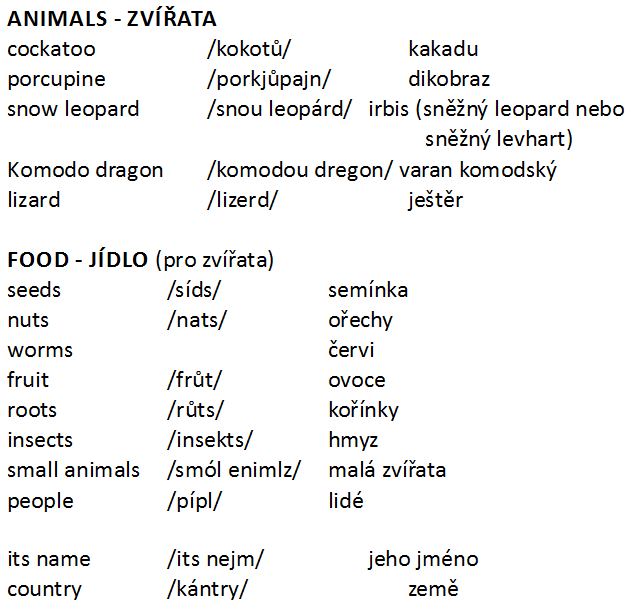 ANIMALS - ZVÍŘATA
cockatoo /kokotů/ kakadu
porcupine /porkjůpajn/ dikobraz
snow leopard /snou leopárd/ irbis (sněžný leopard nebo
sněžný levhart)
Komodo dragon /komodou dregon/ varan komodský
lizard /lizerd/ ještěr
FOOD - JÍDLO (pro zvířata)
seeds /síds/ semínka
nuts /nats/ ořechy
worms červi
fruit /frůt/ ovoce
roots /růts/ kořínky
insects /insekts/ hmyz
small animals /smól enimlz/ malá zvířata
people /pípl/ lidé
its name /its nejm/ jeho jméno
country /kántry/ země